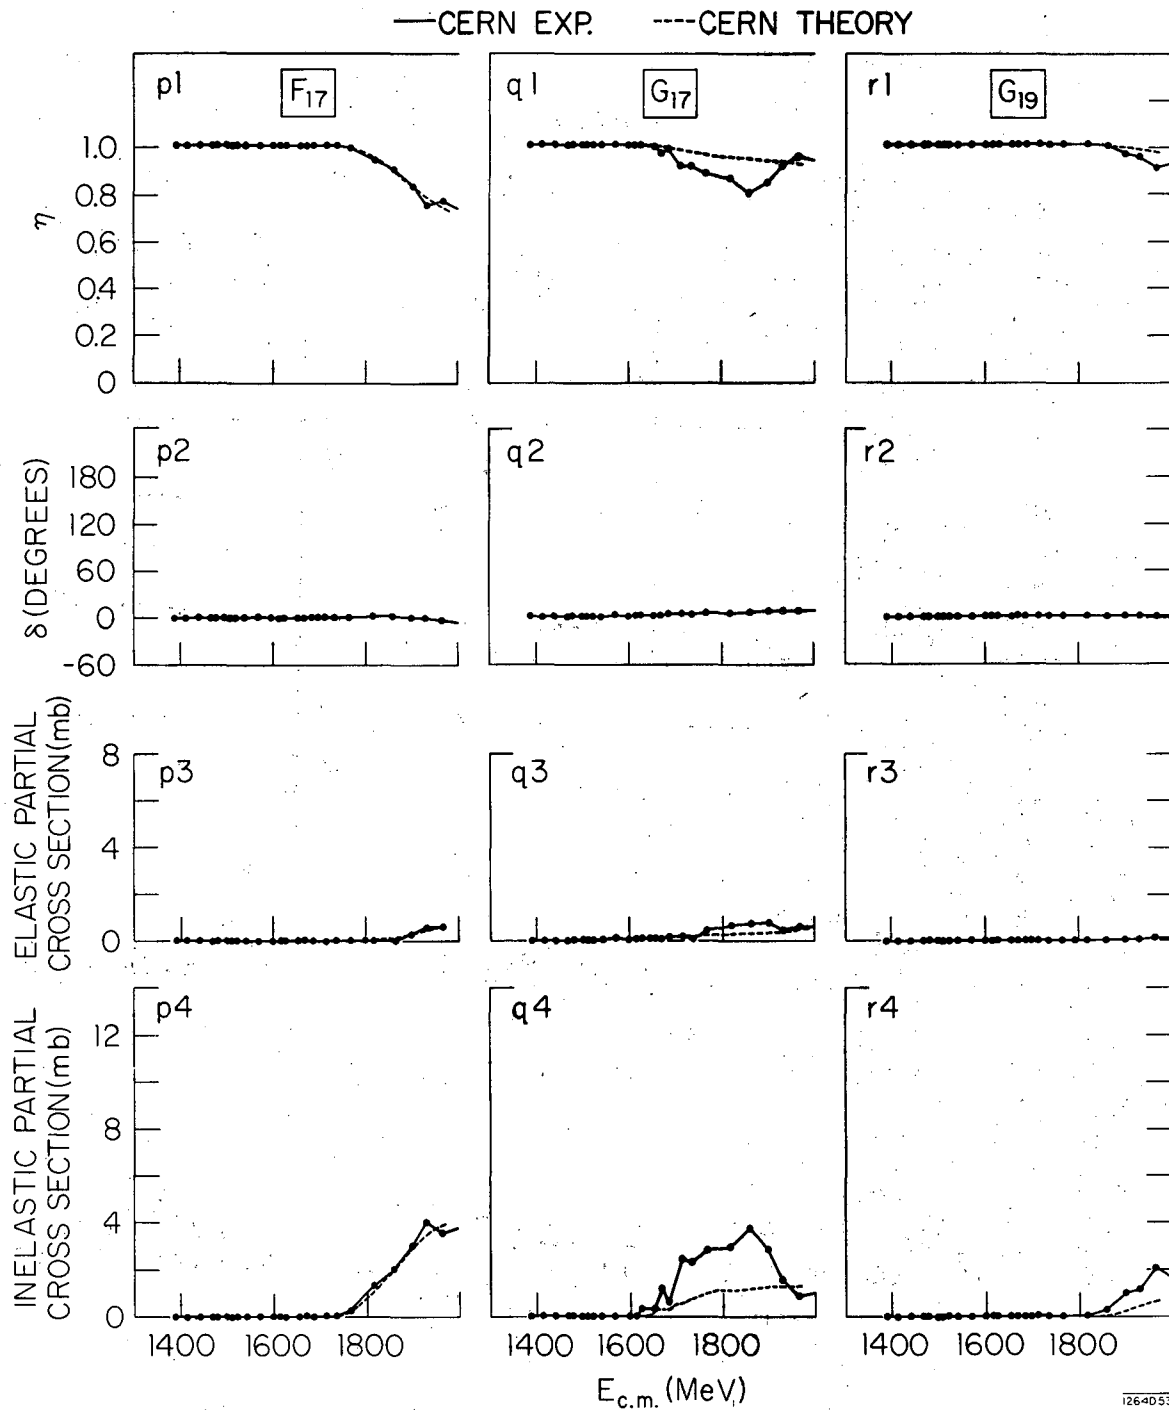 CERN EXP. CERN THEORY
p1 F17 q1 G17 r1 G19
1.0
0.8
0.6
0.4
0.2
0
η
p2 q2 r2
180
120
60
0
-60
δ (DEGREES)
p3 q3 r3
8
4
0
ELASTIC PARTIAL
CROSS SECTION (mb)
p4 q4 r4
12
8
4
0
INELASTIC PARTIAL
CROSS SECTION (mb)
1400 1600 1800 1400 1600 1800 1400 1600 1800
E c.m. (MeV)
1264D53